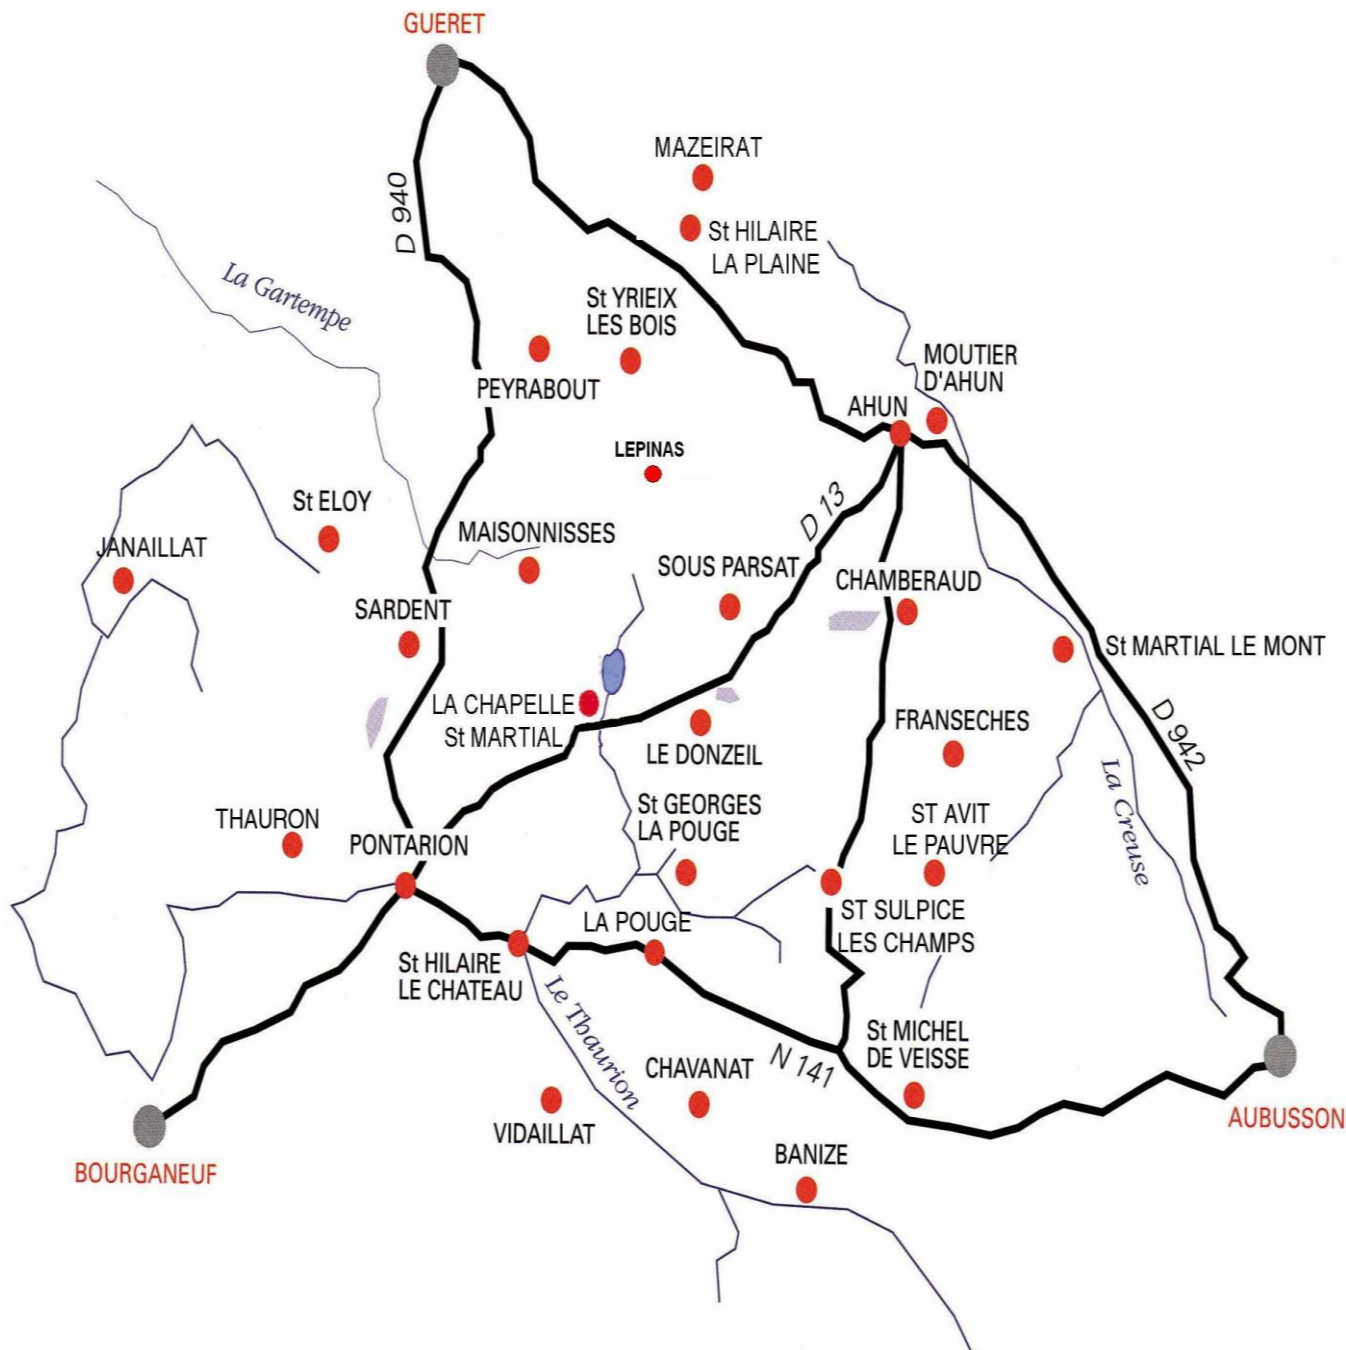 GUERET
MAZEIRAT
D 940
St HILAIRE
LA PLAINE
La Gartempe
St YRIEIX
LES BOIS
MOUTIER
D'AHUN
PEYRABOUT
AHUN
LEPINAS
St ELOY
D 13
MAISONNISSES
JANAILLAT
SOUS PARSAT
CHAMBERAUD
SARDENT
St MARTIAL LE MONT
LA CHAPELLE
St MARTIAL
FRANSECHES
D 942
LE DONZEIL
La Creuse
St GEORGES
LA POUGE
ST AVIT
LE PAUVRE
THAURON
PONTARION
ST SULPICE
LES CHAMPS
LA POUGE
St HILAIRE
LE CHATEAU
Le Thaurion
St MICHEL
DE VEISSE
N 141
CHAVANAT
AUBUSSON
VIDAILLAT
BANIZE
BOURGANEUF